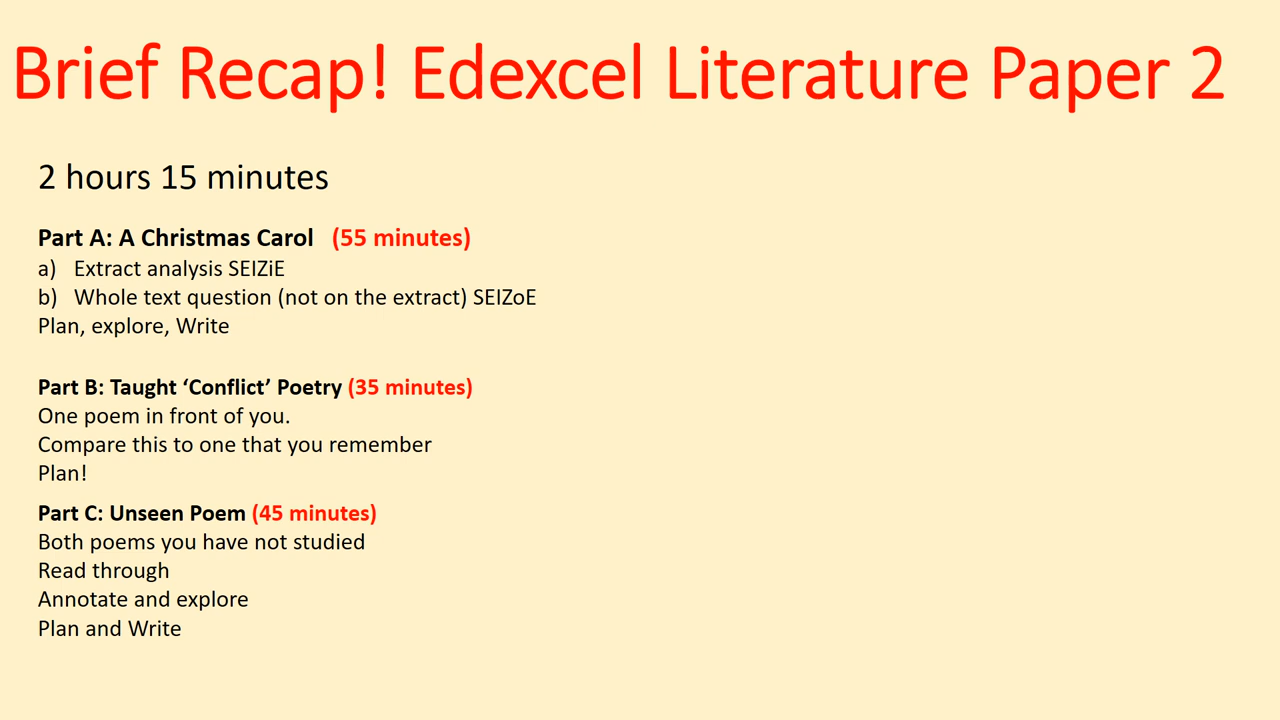 Brief Recap! Edexcel Literature Paper 2
2 hours 15 minutes
Part A: A Christmas Carol (55 minutes)
a) Extract analysis SEIZiE
b) Whole text question (not on the extract) SEIZoE
Plan, explore, Write
Part B: Taught ‘Conflict’ Poetry (35 minutes)
One poem in front of you.
Compare this to one that you remember
Plan!
Part C: Unseen Poem (45 minutes)
Both poems you have not studied
Read through
Annotate and explore
Plan and Write